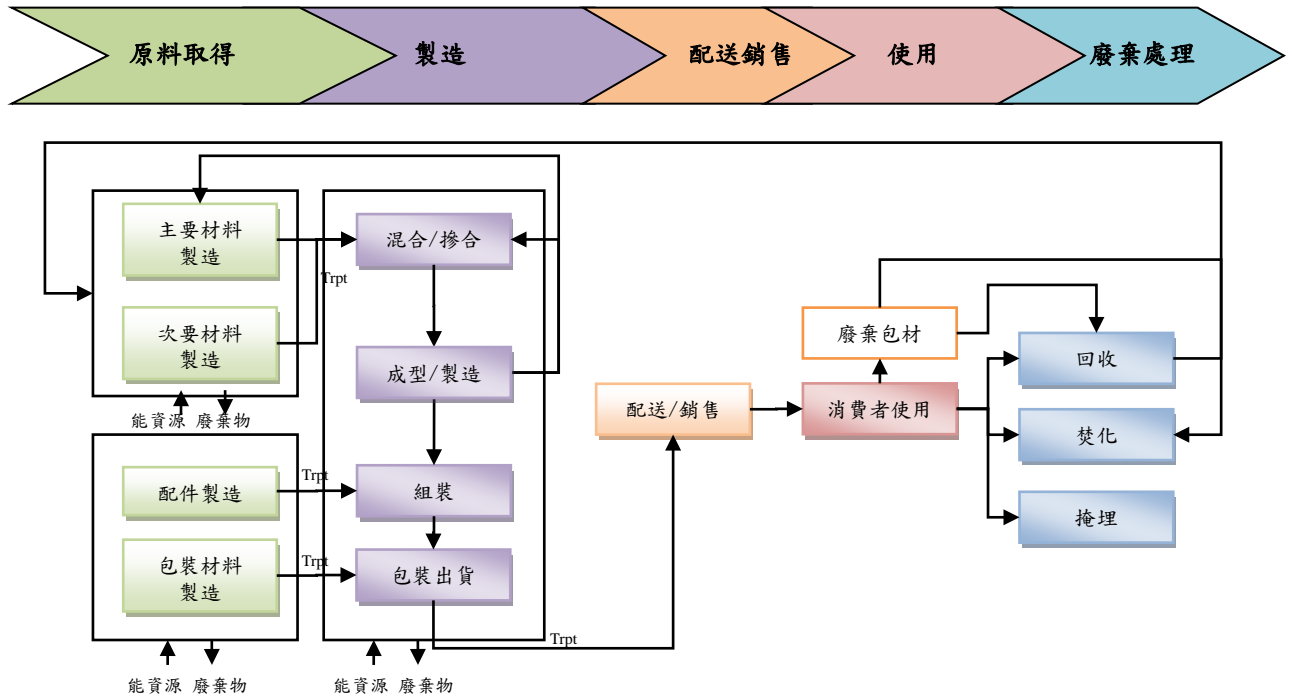 原料取得
製造
配送銷售
使用
廢棄處理
主要材料
製造
混合/摻合
Trpt
次要材料
製造
廢棄包材
成型/製造
回收
能資源 廢棄物
配送/銷售
消費者使用
焚化
Trpt
配件製造
組裝
掩埋
Trpt
包裝材料
製造
包裝出貨
Trpt
能資源 廢棄物
能資源 廢棄物